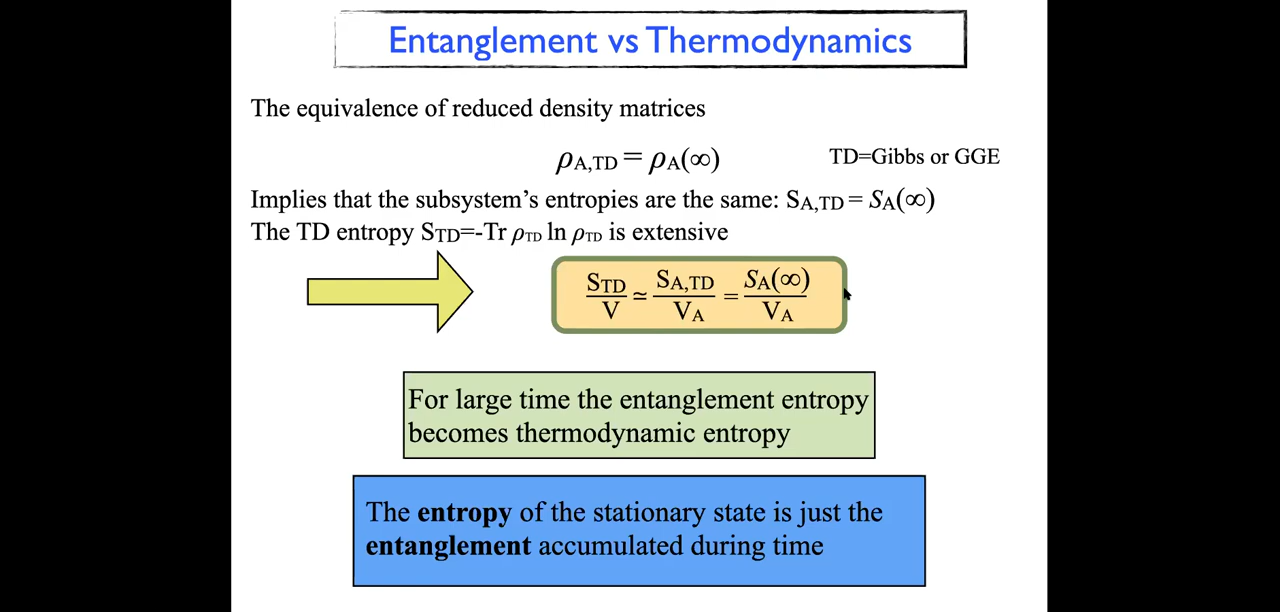 Entanglement vs Thermodynamics
The equivalence of reduced density matrices
ρA,TD = ρA(∞)
TD=Gibbs or GGE
Implies that the subsystem’s entropies are the same: SA,TD = SA(∞)
The TD entropy STD=-Tr ρTD ln ρTD is extensive
STD/V ≃ SA,TD/VA = SA(∞)/VA
For large time the entanglement entropy
becomes thermodynamic entropy
The entropy of the stationary state is just the
entanglement accumulated during time